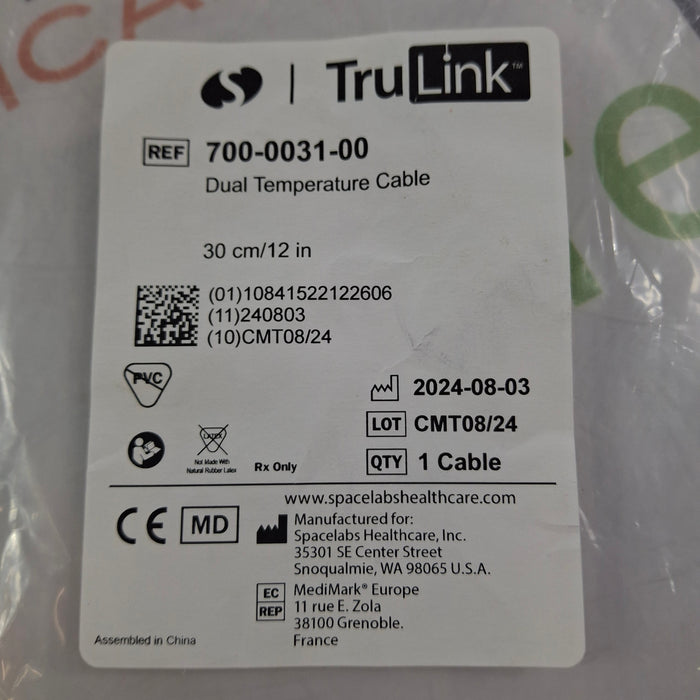 S | TruLink™
REF 700-0031-00
Dual Temperature Cable
30 cm/12 in
(01)10841522122606
(11)240803
(10)CMT08/24
PVC
2024-08-03
LOT CMT08/24
LATEX
Not Made With
Natural Rubber Latex
Rx Only
QTY 1 Cable
www.spacelabshealthcare.com
CE MD
Manufactured for:
Spacelabs Healthcare, Inc.
35301 SE Center Street
Snoqualmie, WA 98065 U.S.A.
EC REP
MediMark® Europe
11 rue E. Zola
38100 Grenoble.
France
Assembled in China